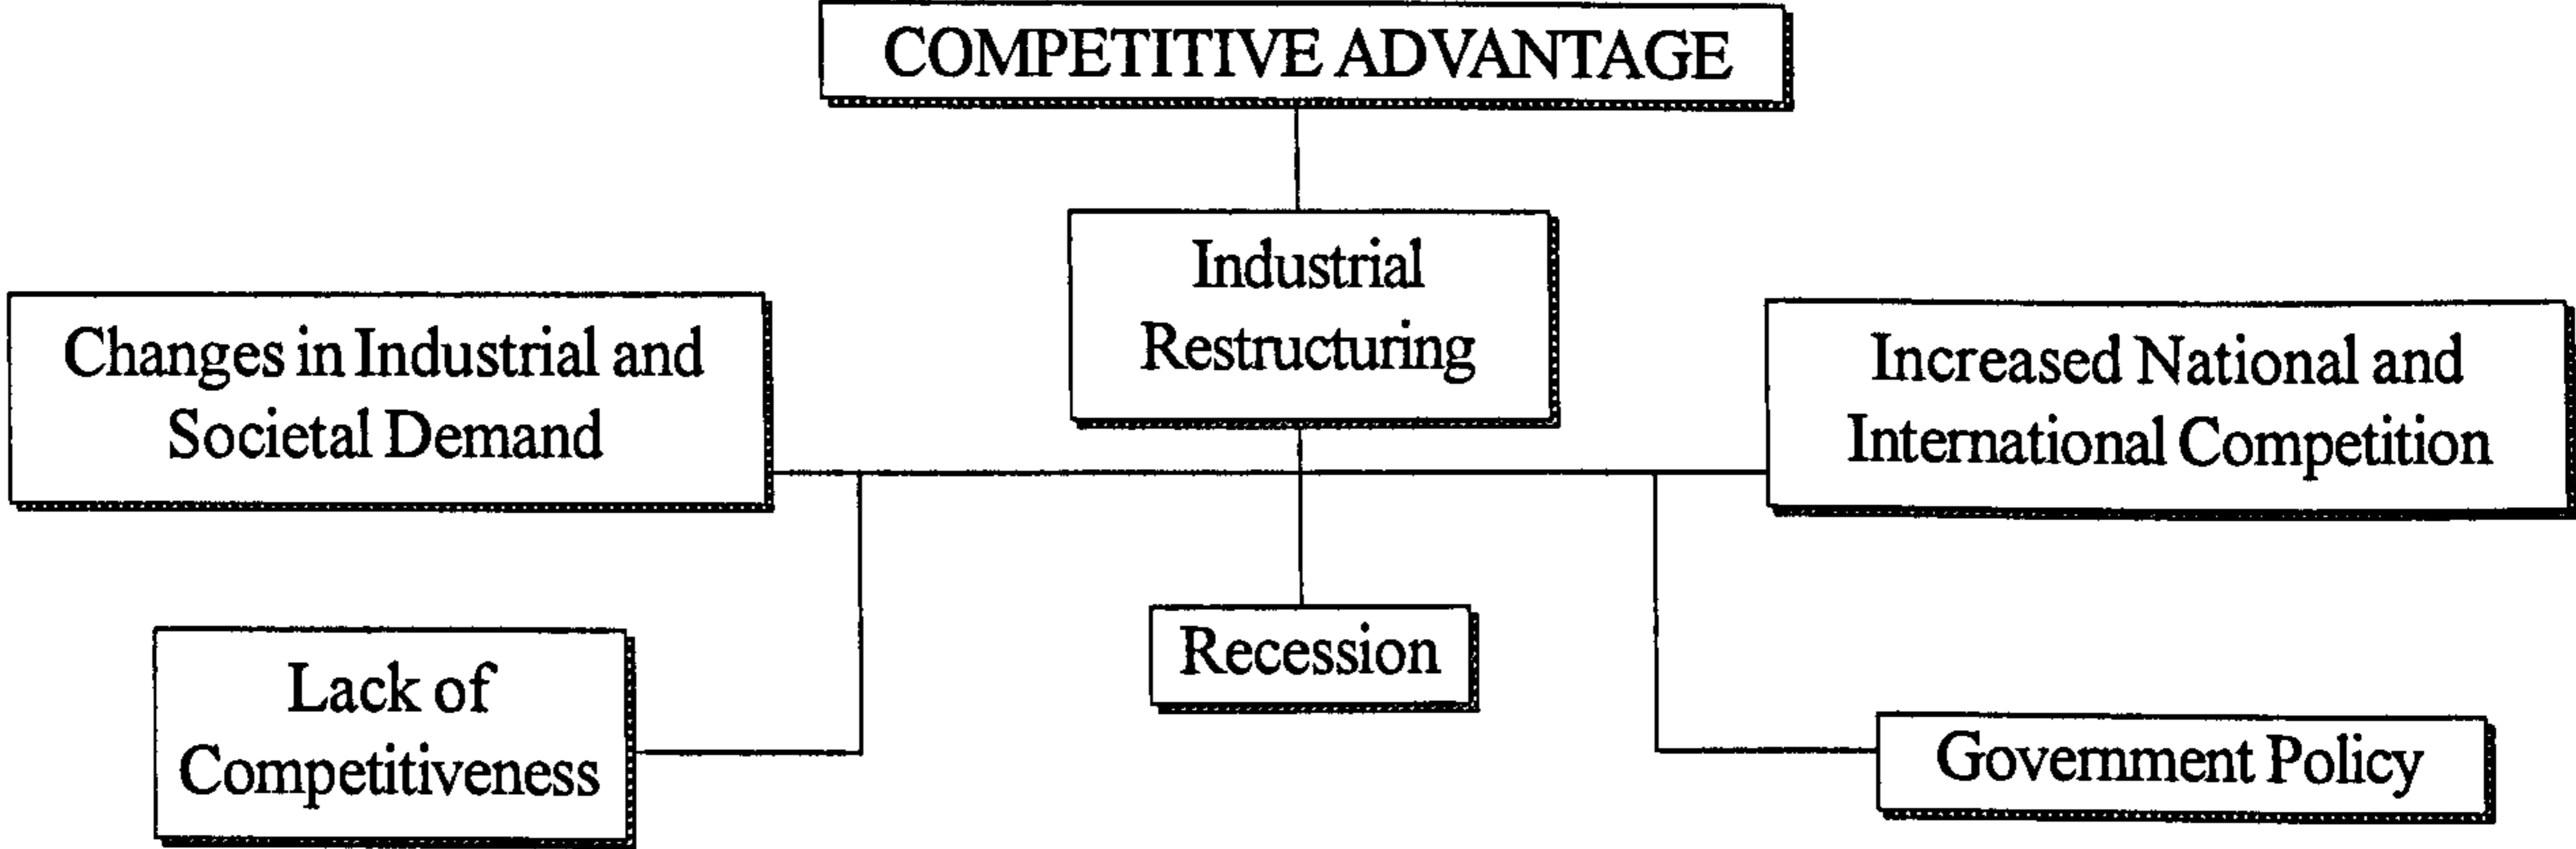 COMPETITIVE ADVANTAGE
Industrial
Restructuring
Changes in Industrial and
Societal Demand
Increased National and
International Competition
Recession
Lack of
Competitiveness
Government Policy